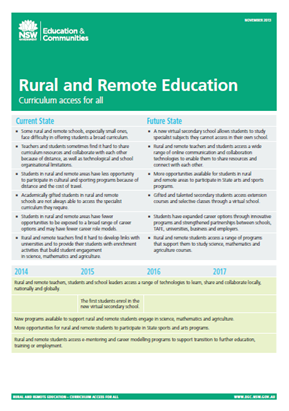 NOVEMBER 2013
NSW
GOVERNMENT
Education &
Communities
Rural and Remote Education
Curriculum access for all
Current State
Some rural and remote schools, especially small ones,
face difficulty in offering students a broad curriculum.
Teachers and students sometimes find it hard to share
curriculum resources and collaborate with each other
because of distance, as well as technological and school
organisational limitations.
Students in rural and remote areas have less opportunity
to participate in cultural and sporting programs because of
distance and the cost of travel.
Academically gifted students in rural and remote
schools are not always able to access the specialist
curriculum they require.
Students in rural and remote areas have fewer
opportunities to be exposed to a broad range of career
options and may have fewer career role models.
Rural and remote teachers find it hard to develop links with
universities and to provide their students with enrichment
activities that build student engagement
in science, mathematics and agriculture.
Future State
A new virtual secondary school allows students to study
specialist subjects they cannot access in their own school.
Rural and remote teachers and students access a wide
range of online communication and collaboration
technologies to enable them to share resources and
connect with each other.
More opportunities available for students in rural
and remote areas to participate in State arts and sports
programs.
Gifted and talented secondary students access extension
courses and selective classes through a virtual school.
Students have expanded career options through innovative
programs and strengthened partnerships between schools,
TAFE, universities, business and employers.
Rural and remote students access a range of programs
that support them to study science, mathematics and
agriculture courses.
2014 2015 2016 2017
Rural and remote teachers, students and school leaders access a range of technologies to learn, share and collaborate locally,
nationally and globally.
The first students enrol in the
new virtual secondary school.
New programs available to support rural and remote students engage in science, mathematics and agriculture.
More opportunities for rural and remote students to participate in State sports and arts programs.
Rural and remote students access a mentoring and career modelling programs to support transition to further education,
training or employment.
RURAL AND REMOTE EDUCATION – CURRICULUM ACCESS FOR ALL
WWW.DEC.NSW.GOV.AU